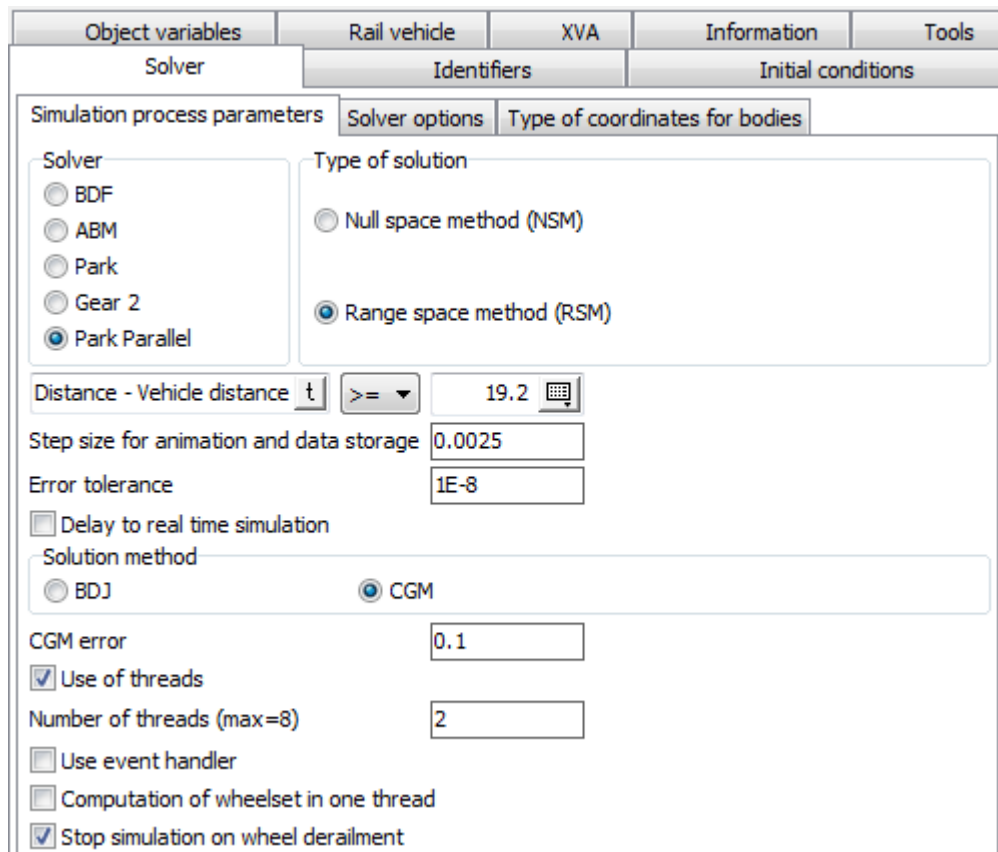 Object variables Rail vehicle XVA Information Tools
Solver Identifiers Initial conditions
Simulation process parameters Solver options Type of coordinates for bodies
Solver Type of solution
BDF
Null space method (NSM)
ABM
Park
Gear 2
Range space method (RSM)
Park Parallel
Distance - Vehicle distance t >= 19.2
Step size for animation and data storage 0.0025
Error tolerance 1E-8
Delay to real time simulation
Solution method
BDJ CGM
CGM error 0.1
Use of threads
Number of threads (max=8) 2
Use event handler
Computation of wheelset in one thread
Stop simulation on wheel derailment